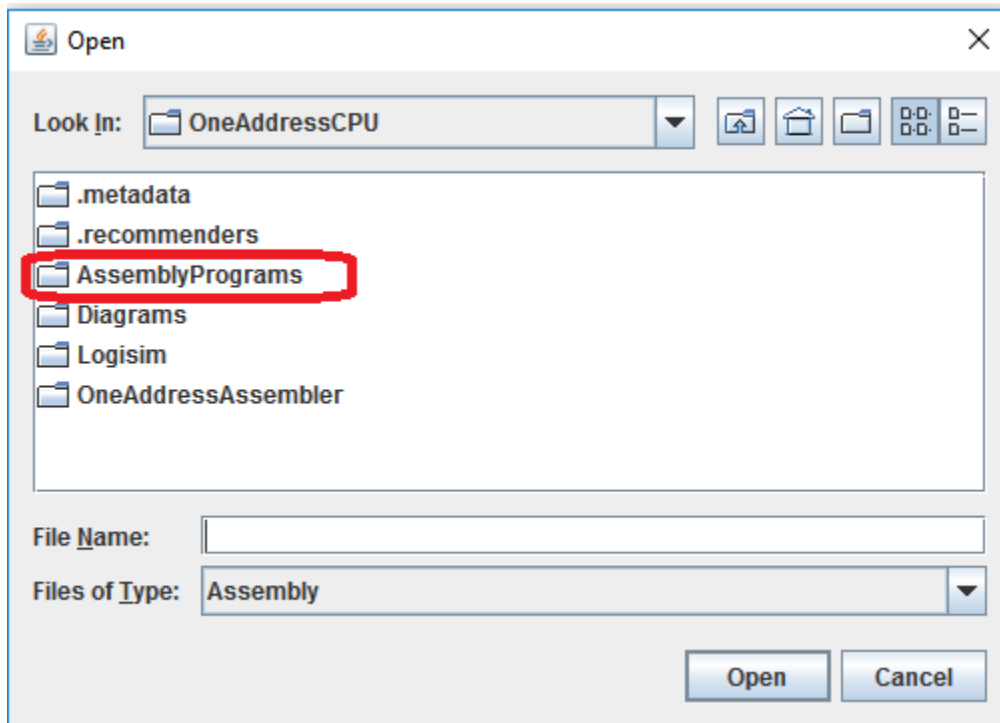 Open
Look In: OneAddressCPU
.metadata
.recommenders
AssemblyPrograms
Diagrams
Logisim
OneAddressAssembler
File Name:
Files of Type: Assembly
Open Cancel